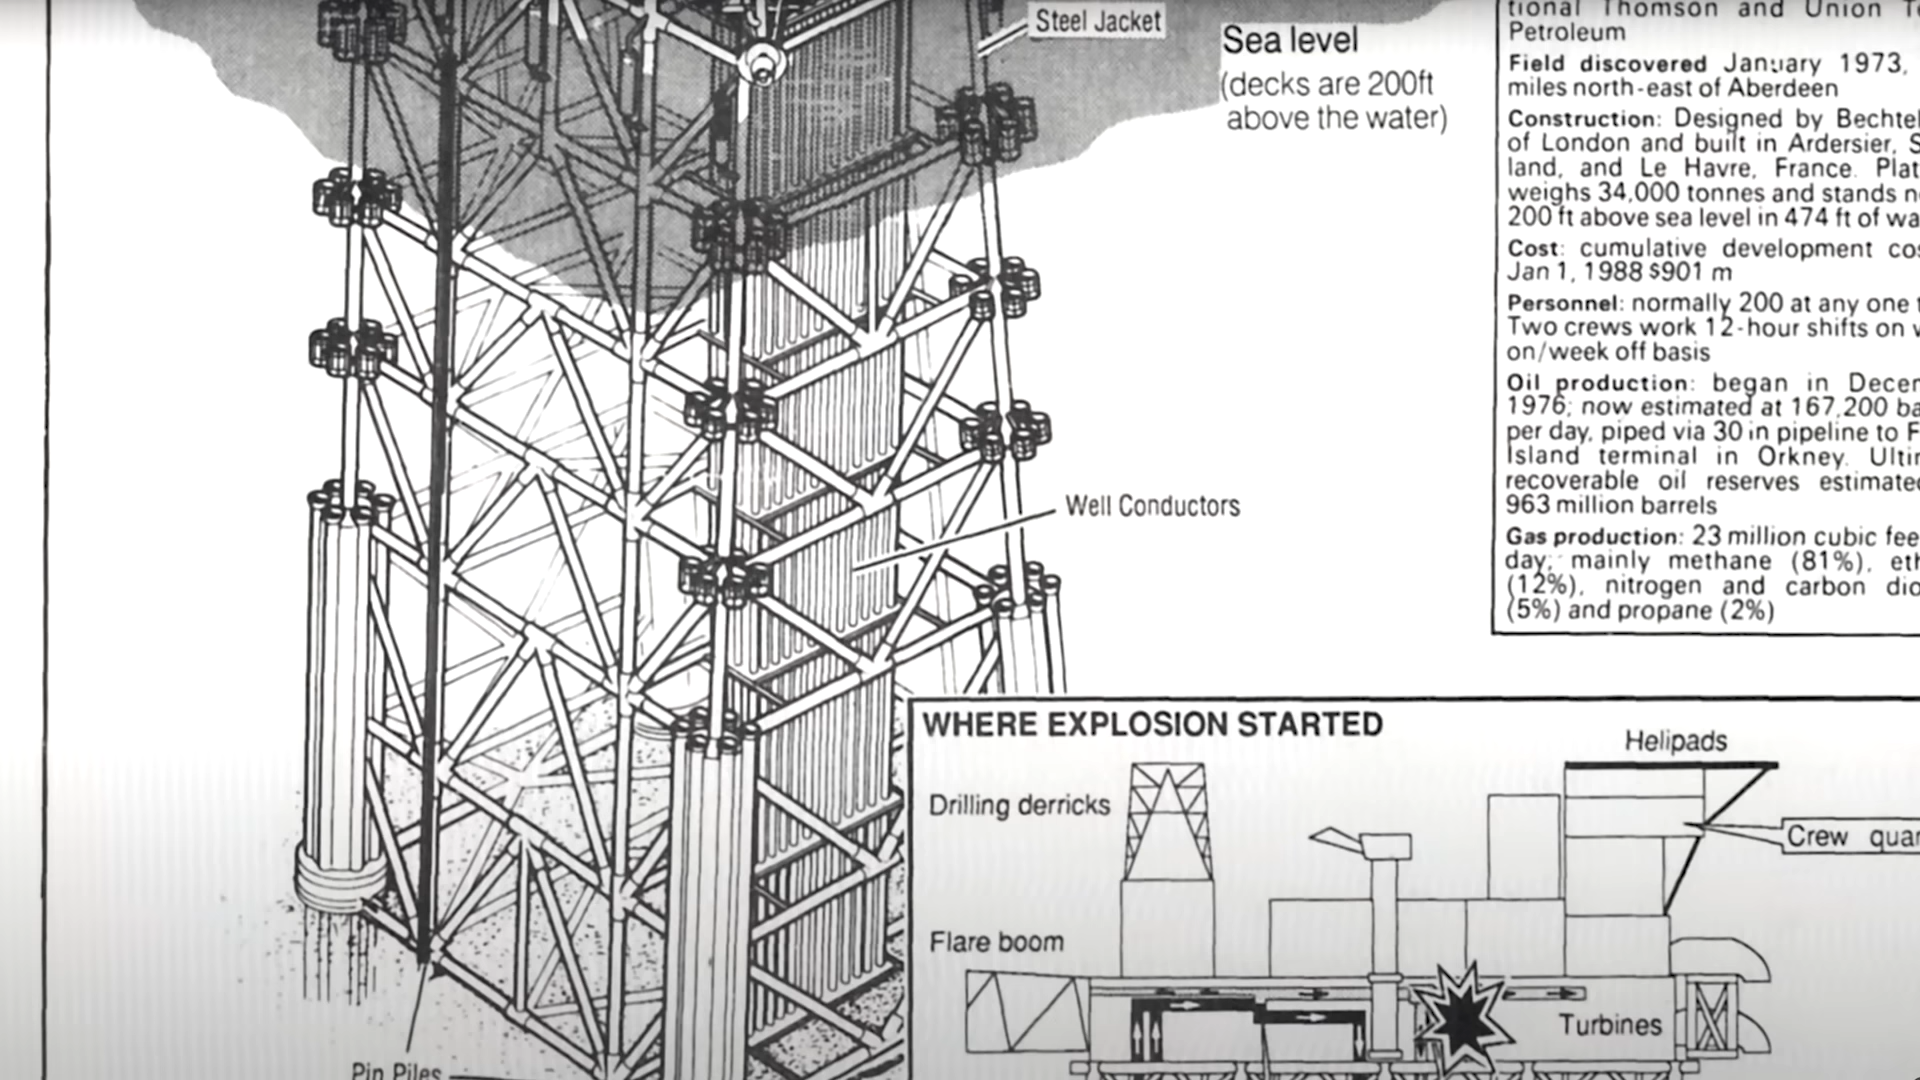 Steel Jacket
Sea level
(decks are 200ft
above the water)
Well Conductors
Pin Piles
tional Thomson and Union
Petroleum
Field discovered January 1973,
miles north-east of Aberdeen
Construction: Designed by Bechtel
of London and built in Ardersier,
land, and Le Havre, France.
weighs 34,000 tonnes and stands
200 ft above sea level in 474 ft of
Cost: cumulative development
Jan 1, 1988 $901 m
Personnel: normally 200 at any one
Two crews work 12-hour shifts on
on/week off basis
Oil production: began in
1976; now estimated at 167,200
per day, piped via 30 in pipeline to
Island terminal in Orkney.
recoverable oil reserves
963 million barrels
Gas production: 23 million cubic
day; mainly methane (81%),
(12%), nitrogen and carbon
(5%) and propane (2%)
WHERE EXPLOSION STARTED
Helipads
Drilling derricks
Crew
Flare boom
Turbines